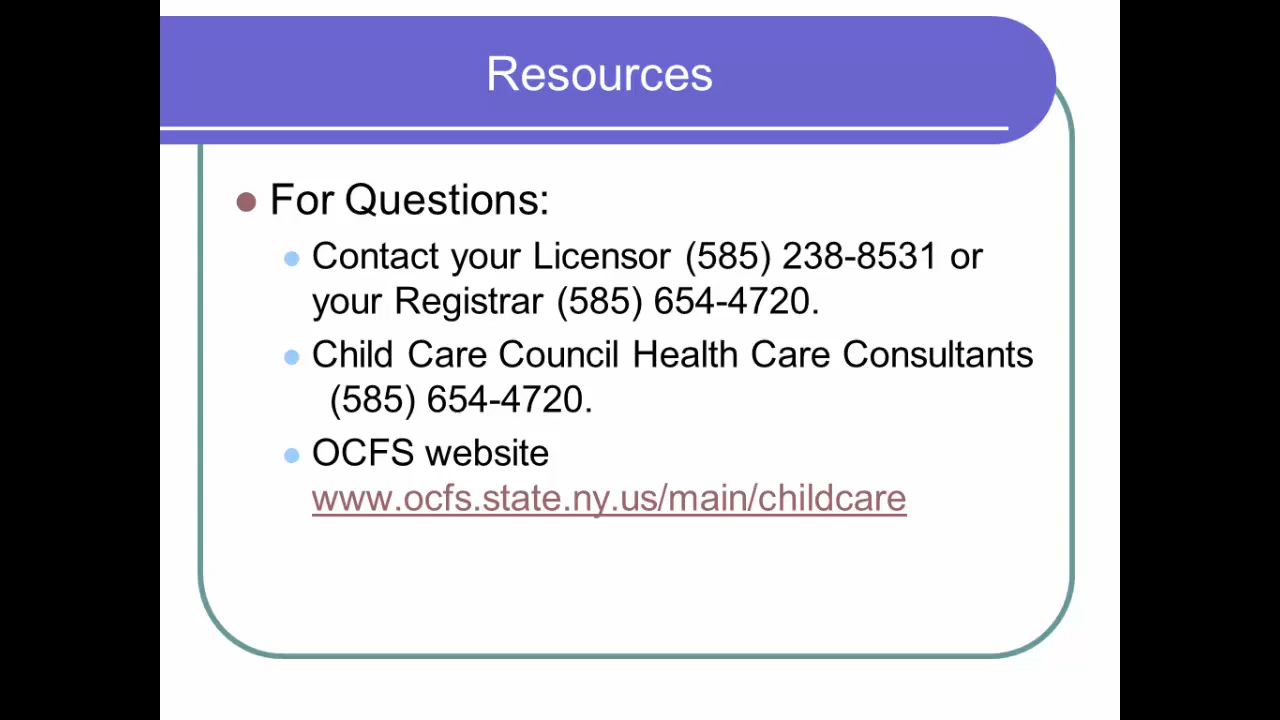 Resources
For Questions:
Contact your Licensor (585) 238-8531 or
your Registrar (585) 654-4720.
Child Care Council Health Care Consultants
(585) 654-4720.
OCFS website
www.ocfs.state.ny.us/main/childcare